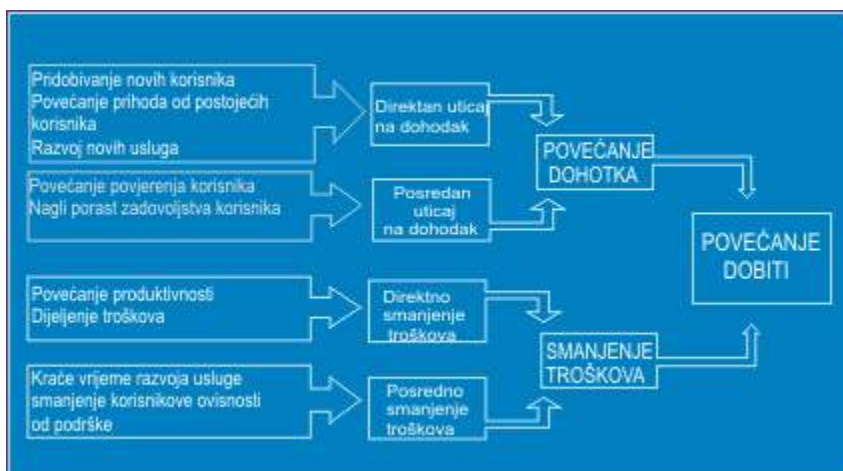 Pridobivanje novih korisnika
Povećanje prihoda od postojećih
korisnika
Razvoj novih usluga
Direktan uticaj
na dohodak
POVEĆANJE
DOHOTKA
Povećanje povjerenja korisnika
Nagli porast zadovoljstva korisnika
Posredan
uticaj
na dohodak
POVEĆANJE
DOBITI
Povećanje produktivnosti
Dijeljenje troškova
Direktno
smanjenje
troškova
SMANJENJE
TROŠKOVA
Kraće vrijeme razvoja usluge
smanjenje korisnikove ovisnosti
od podrške
Posredno
smanjenje
troškova